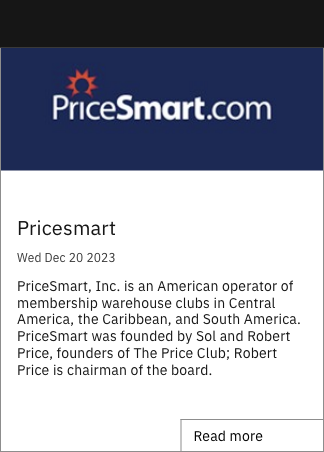 PriceSmart.com
Pricesmart
Wed Dec 20 2023
PriceSmart, Inc. is an American operator of
membership warehouse clubs in Central
America, the Caribbean, and South America.
PriceSmart was founded by Sol and Robert
Price, founders of The Price Club; Robert
Price is chairman of the board.
Read more